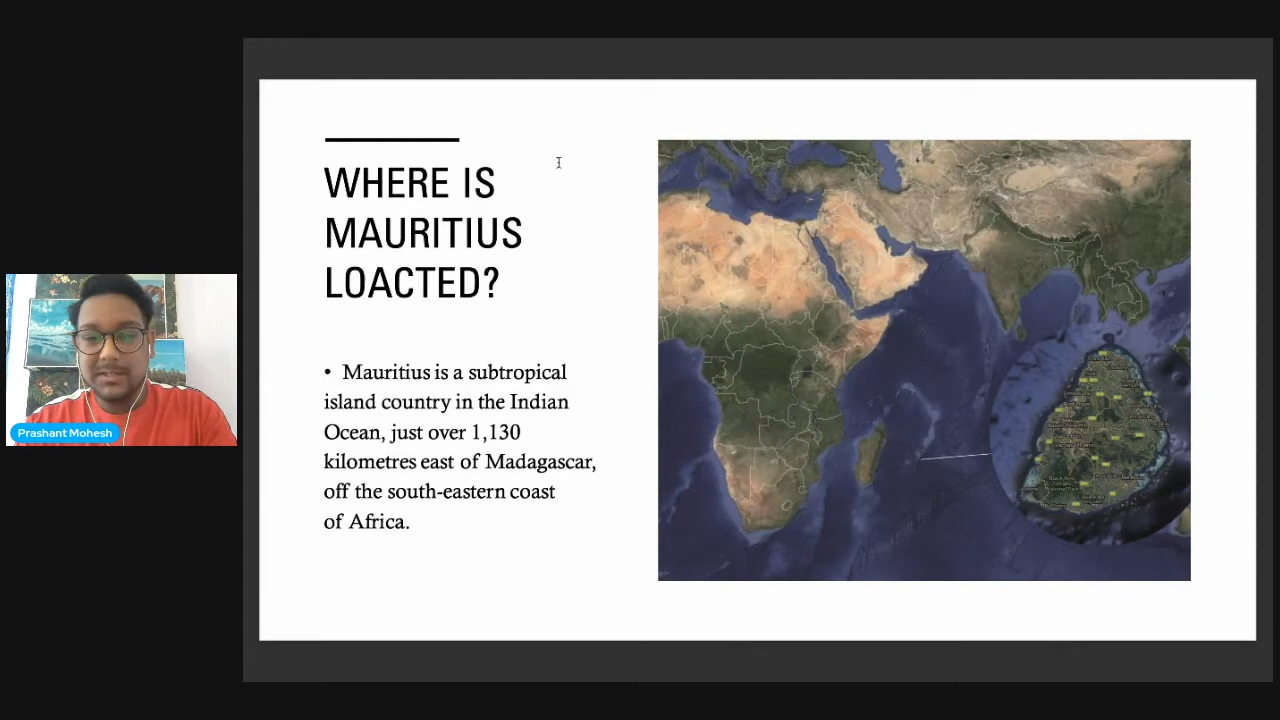 WHERE IS
MAURITIUS
LOACTED?
• Mauritius is a subtropical
island country in the Indian
Ocean, just over 1,130
kilometres east of Madagascar,
off the south-eastern coast
of Africa.
Prashant Mohesh